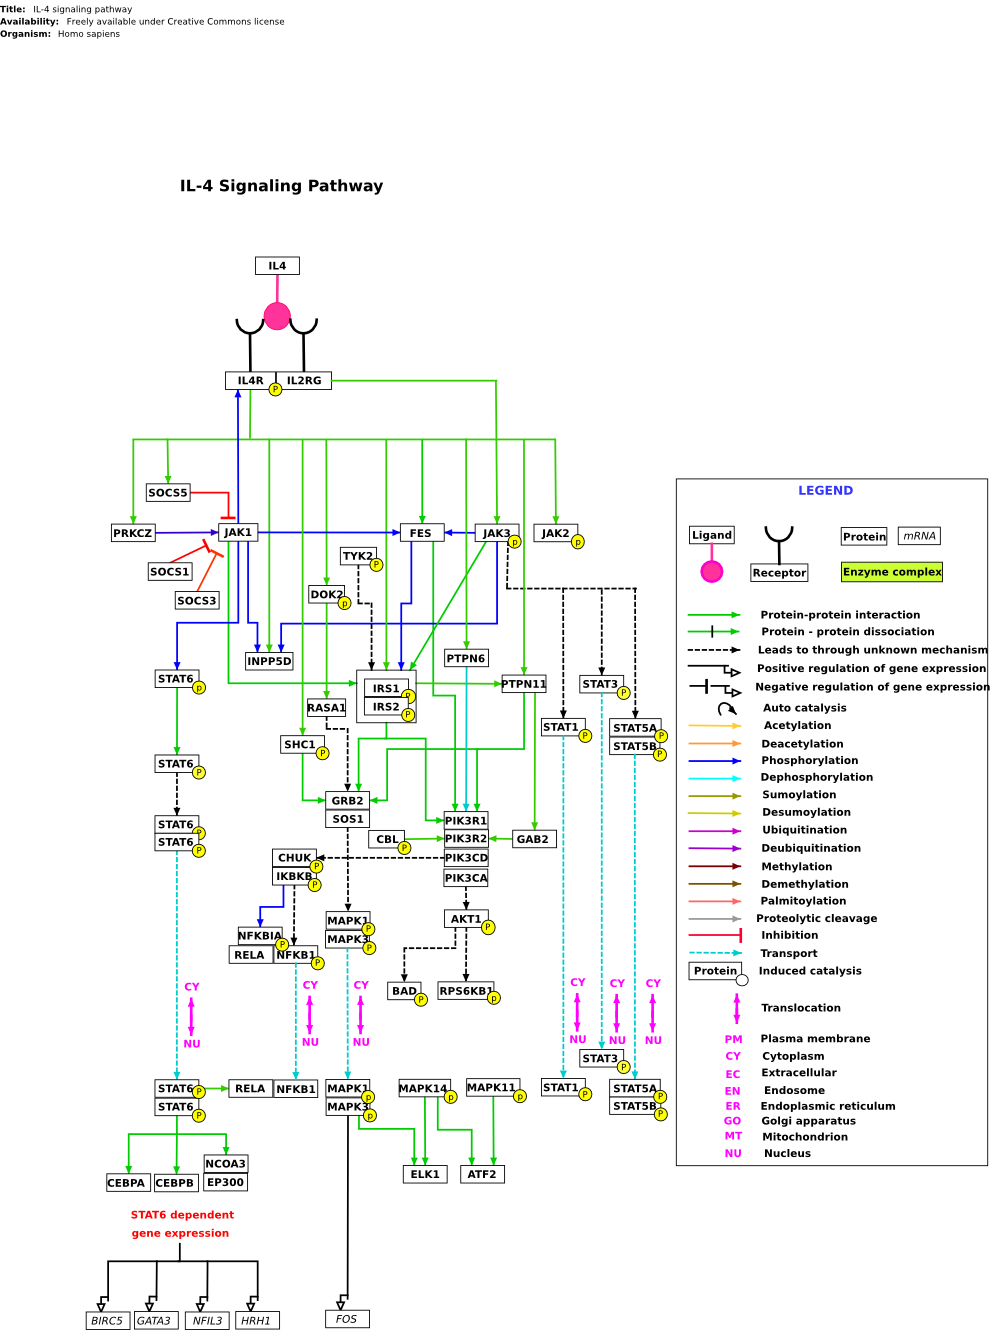 Title: IL-4 signaling pathway
Availability: Freely available under Creative Commons license
Organism: Homo sapiens
IL-4 Signaling Pathway
IL4
IL4R P IL2RG
SOCS5
PRKCZ JAK1 FES JAK3 p JAK2 p
TYK2 P
SOCS1
SOCS3
DOK2 p
INPP5D
PTPN6
STAT6 p
IRS1 P
IRS2 P
PTPN11
STAT3 P
RASA1
STAT1 P
STAT5A P
STAT5B P
SHC1 P
STAT6 P
GRB2
SOS1
STAT6 P
STAT6 P
PIK3R1
PIK3R2
PIK3CD
PIK3CA
CBL P
GAB2
CHUK P
IKBKB P
MAPK1 P
MAPK3 P
AKT1 P
NFKBIA P
RELA NFKB1 P
BAD P
RPS6KB1 p
CY CY CY CY CY CY
NU NU NU NU NU NU
STAT3 P
STAT6 P
STAT6 P
RELA NFKB1
MAPK1 p
MAPK3 p
MAPK14 p
MAPK11 p
STAT1 P
STAT5A P
STAT5B P
CEBPA CEBPB
NCOA3
EP300
ELK1 ATF2
STAT6 dependent
gene expression
BIRC5 GATA3 NFIL3 HRH1 FOS
LEGEND
Ligand
Receptor
Protein mRNA
Enzyme complex
Protein-protein interaction
Protein - protein dissociation
Leads to through unknown mechanism
Positive regulation of gene expression
Negative regulation of gene expression
Auto catalysis
Acetylation
Deacetylation
Phosphorylation
Dephosphorylation
Sumoylation
Desumoylation
Ubiquitination
Deubiquitination
Methylation
Demethylation
Palmitoylation
Proteolytic cleavage
Inhibition
Transport
Protein Induced catalysis
Translocation
PM Plasma membrane
CY Cytoplasm
EC Extracellular
EN Endosome
ER Endoplasmic reticulum
GO Golgi apparatus
MT Mitochondrion
NU Nucleus